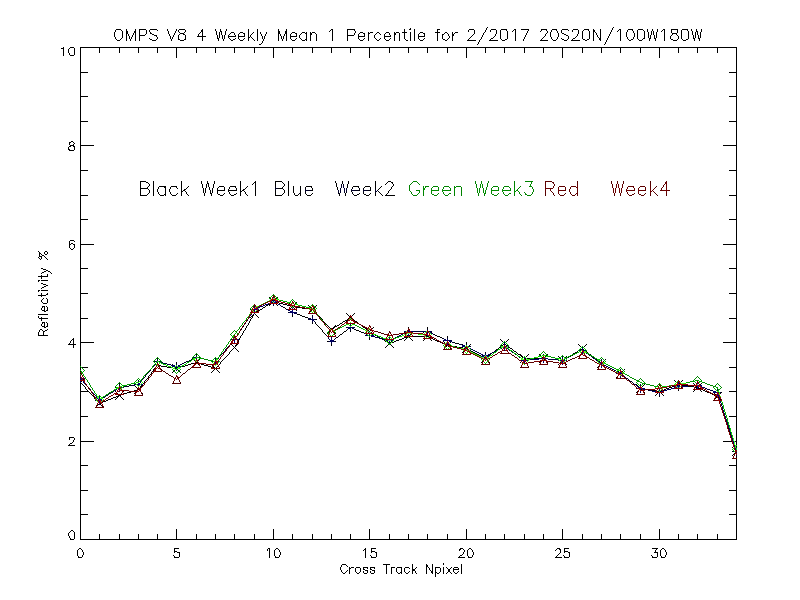 OMPS V8 4 Weekly Mean 1 Percentile for 2/2017 20S20N/100W180W
10
8
Black Week1 Blue Week2 Green Week3 Red Week4
6
Reflectivity %
4
2
0
0 5 10 15 20 25 30
Cross Track Npixel